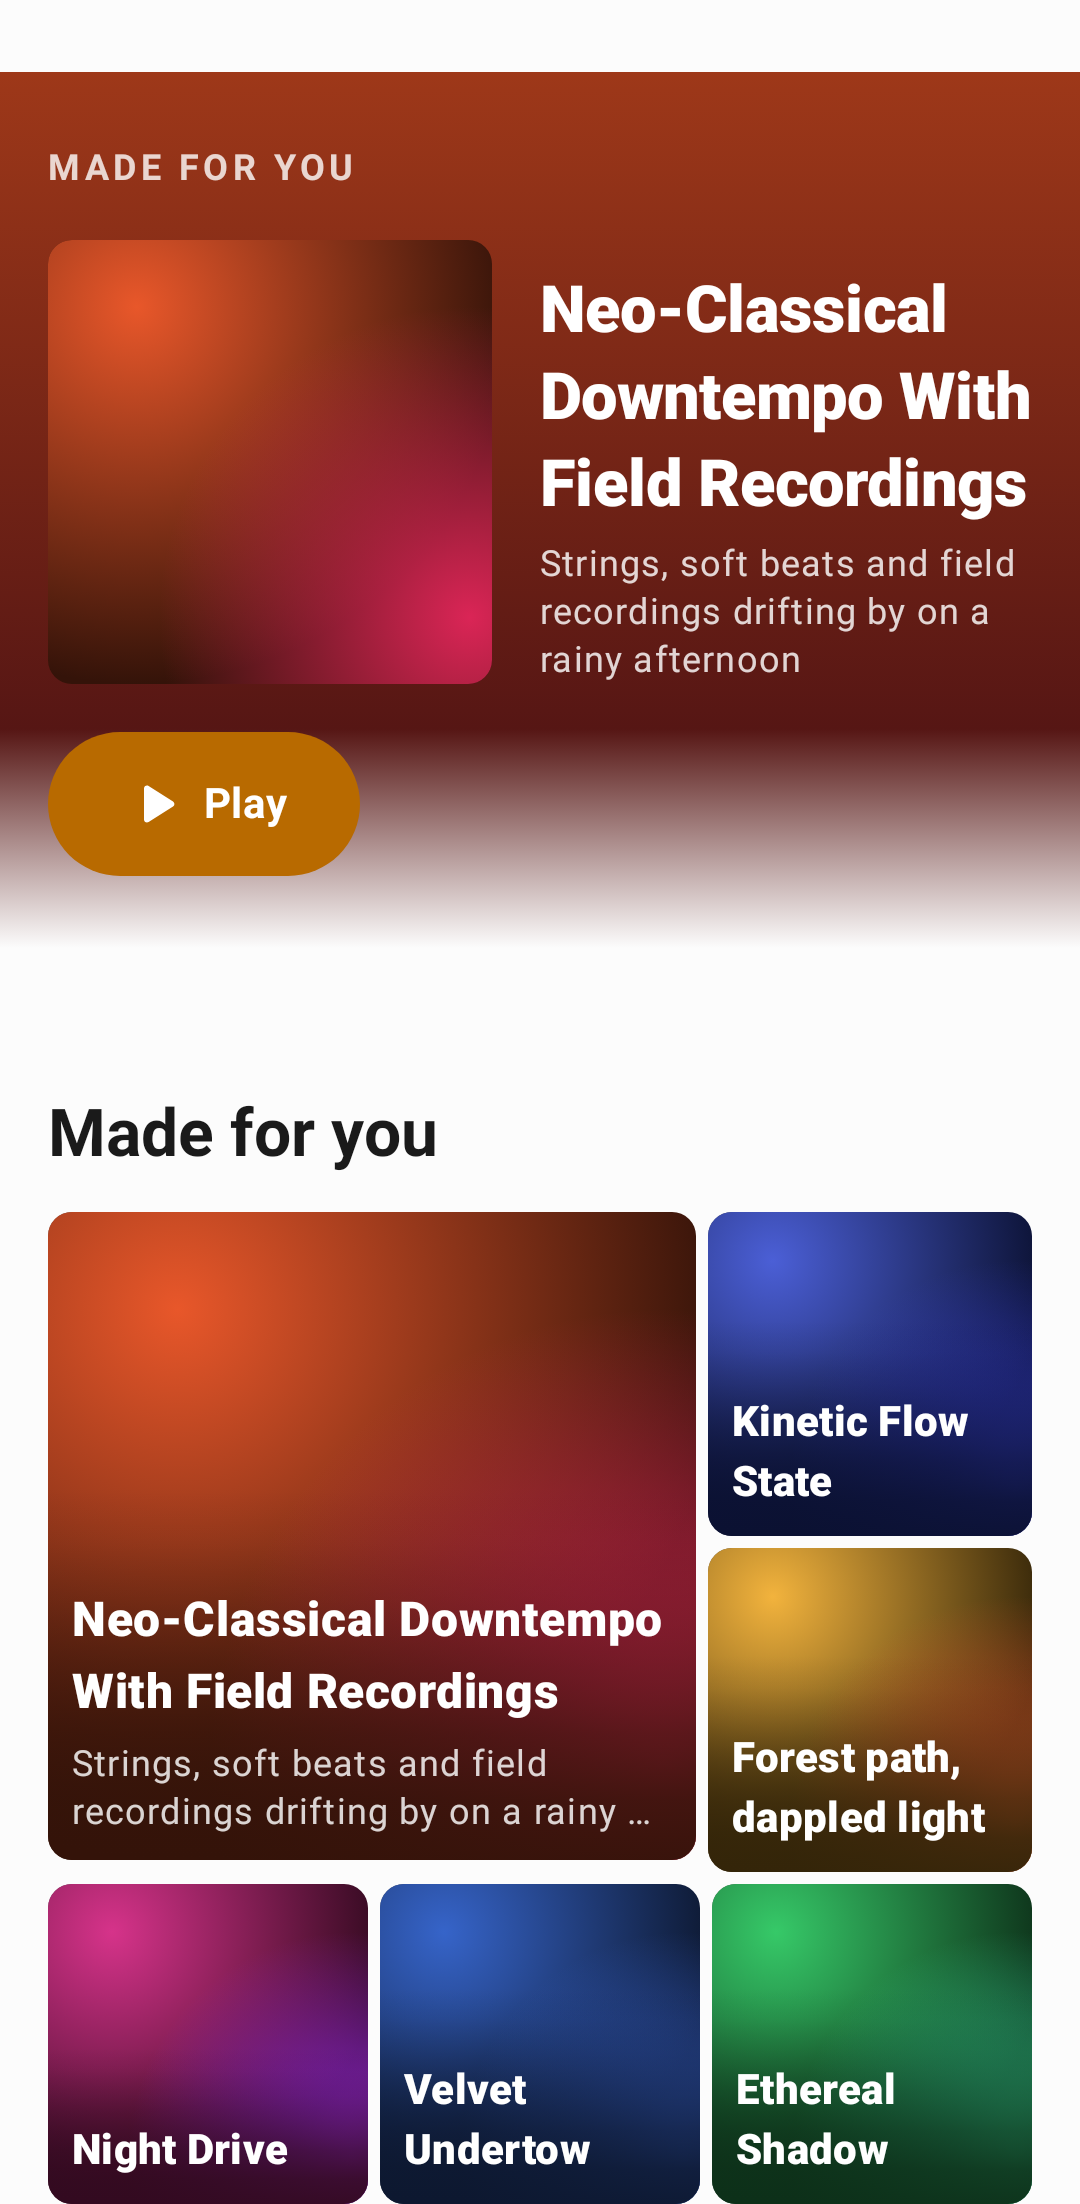 MADE FOR YOU
Neo-Classical
Downtempo With
Field Recordings
Strings, soft beats and field
recordings drifting by on a
rainy afternoon
Play
Made for you
Neo-Classical Downtempo
With Field Recordings
Strings, soft beats and field
recordings drifting by on a rainy …
Kinetic Flow
State
Forest path,
dappled light
Night Drive
Velvet
Undertow
Ethereal
Shadow